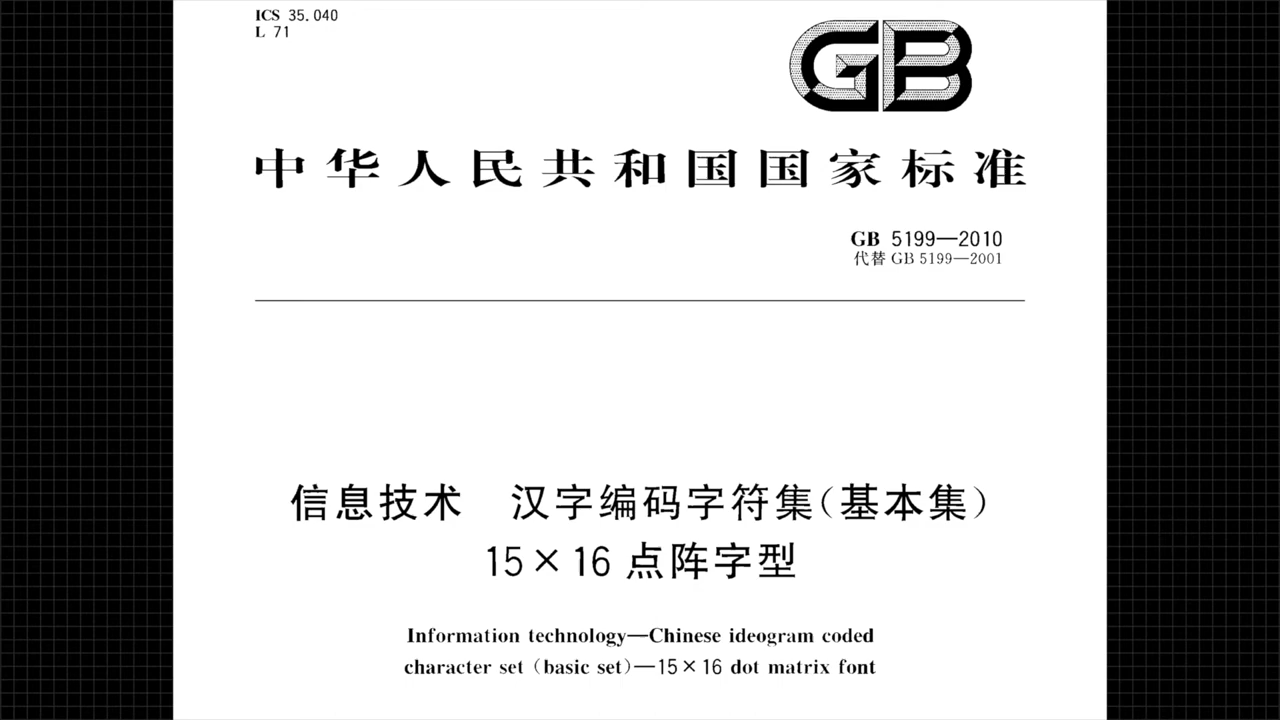 ICS 35.040
L 71
GB
中华人民共和国国家标准
GB 5199—2010
代替 GB 5199—2001
信息技术 汉字编码字符集(基本集)
15×16 点阵字型
Information technology—Chinese ideogram coded
character set (basic set)—15×16 dot matrix font